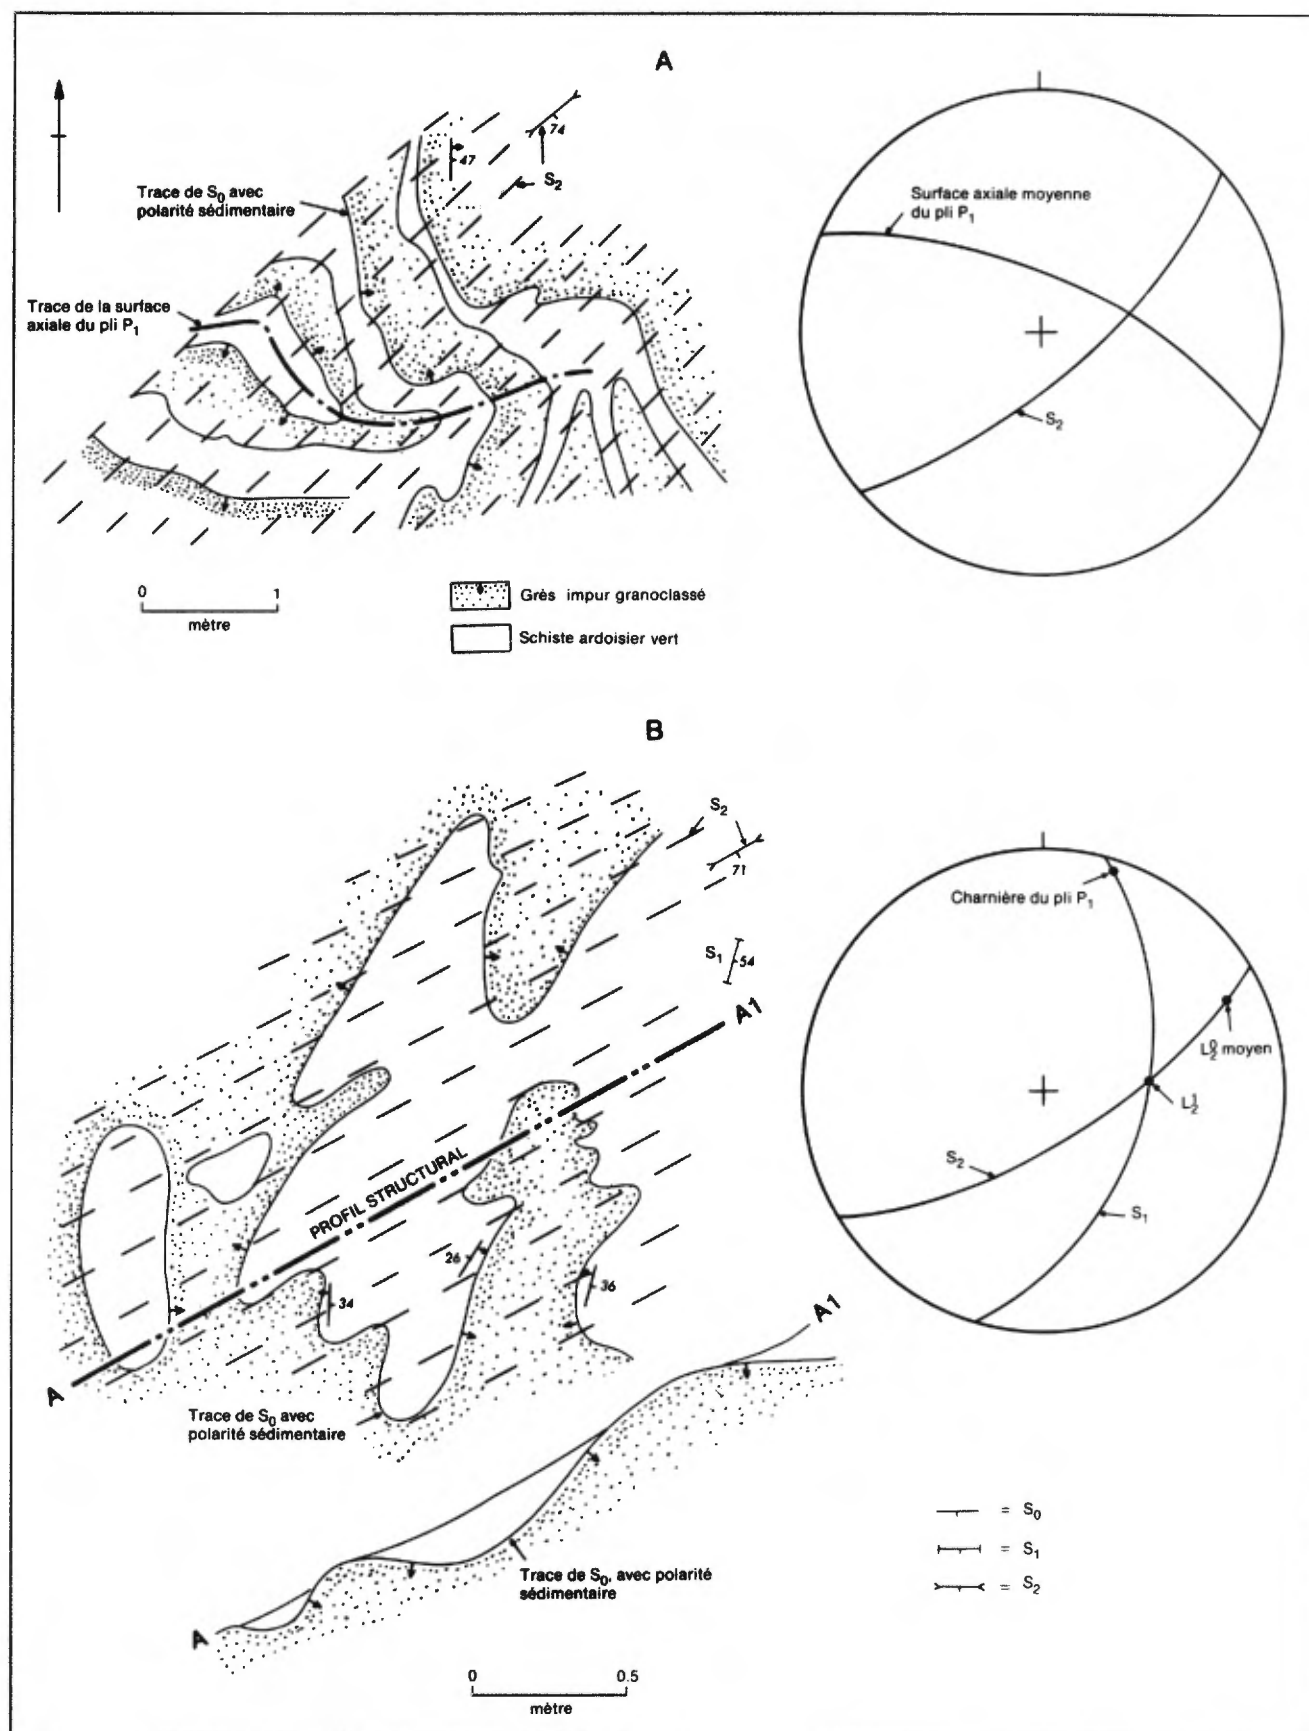 A
74
47
S2
Trace de S0 avec
polarité sédimentaire
Trace de la surface
axiale du pli P1
Surface axiale moyenne
du pli P1
S2
0 1
mètre
Grès impur granoclassé
Schiste ardoisier vert
B
S2
71
S1
54
A1
PROFIL STRUCTURAL
26
34
36
A
Trace de S0 avec
polarité sédimentaire
Charnière du pli P1
L⁰₂ moyen
L¹₂
S2
S1
A1
Trace de S0, avec polarité
sédimentaire
A
= S0
= S1
= S2
0 0.5
mètre